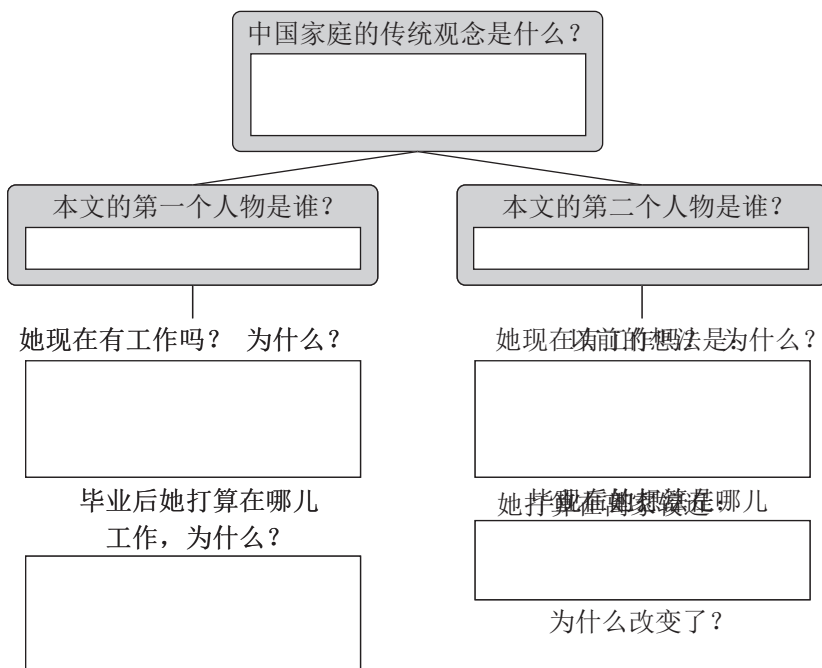 中国家庭的传统观念是什么？
本文的第一个人物是谁？
本文的第二个人物是谁？
她现在有工作吗？ 为什么？
毕业后她打算在哪儿
工作，为什么？
为什么改变了？